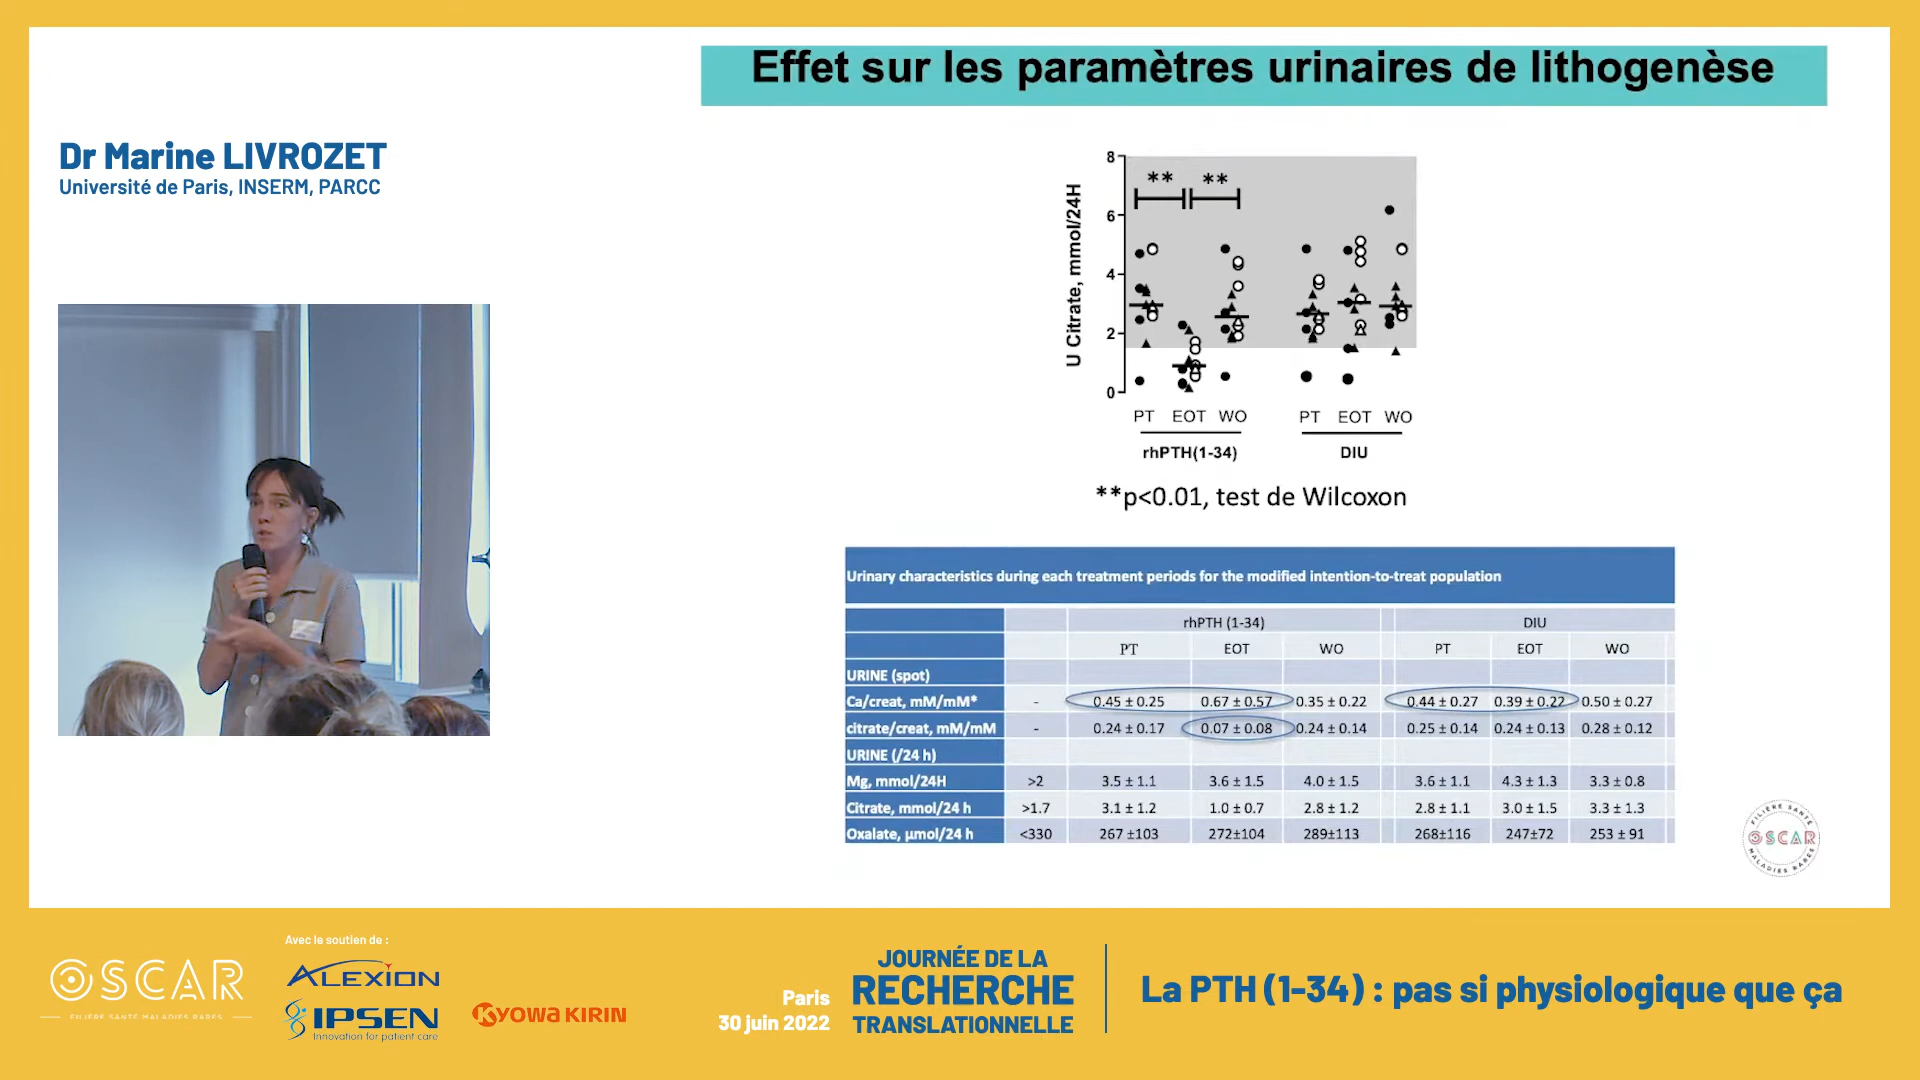 Effet sur les paramètres urinaires de lithogenèse
Dr Marine LIVROZET
Université de Paris, INSERM, PARCC
U Citrate, mmol/24H
8
6
4
2
0
** **
PT EOT WO PT EOT WO
rhPTH(1-34) DIU
**p<0.01, test de Wilcoxon
Urinary characteristics during each treatment periods for the modified intention-to-treat population
rhPTH (1-34) DIU
PT EOT WO PT EOT WO
URINE (spot)
Ca/creat, mM/mM* - 0.45 ± 0.25 0.67 ± 0.57 0.35 ± 0.22 0.44 ± 0.27 0.39 ± 0.22 0.50 ± 0.27
citrate/creat, mM/mM - 0.24 ± 0.17 0.07 ± 0.08 0.24 ± 0.14 0.25 ± 0.14 0.24 ± 0.13 0.28 ± 0.12
URINE (/24 h)
Mg, mmol/24H >2 3.5 ± 1.1 3.6 ± 1.5 4.0 ± 1.5 3.6 ± 1.1 4.3 ± 1.3 3.3 ± 0.8
Citrate, mmol/24 h >1.7 3.1 ± 1.2 1.0 ± 0.7 2.8 ± 1.2 2.8 ± 1.1 3.0 ± 1.5 3.3 ± 1.3
Oxalate, µmol/24 h <330 267 ±103 272±104 289±113 268±116 247±72 253 ± 91
FILIÈRE SANTÉ
OSCAR
MALADIES RARES
OSCAR
FILIÈRE SANTÉ MALADIES RARES
Avec le soutien de :
ALEXION
IPSEN
Innovation for patient care
KYOWA KIRIN
Paris
30 juin 2022
JOURNÉE DE LA
RECHERCHE
TRANSLATIONNELLE
La PTH (1-34) : pas si physiologique que ça